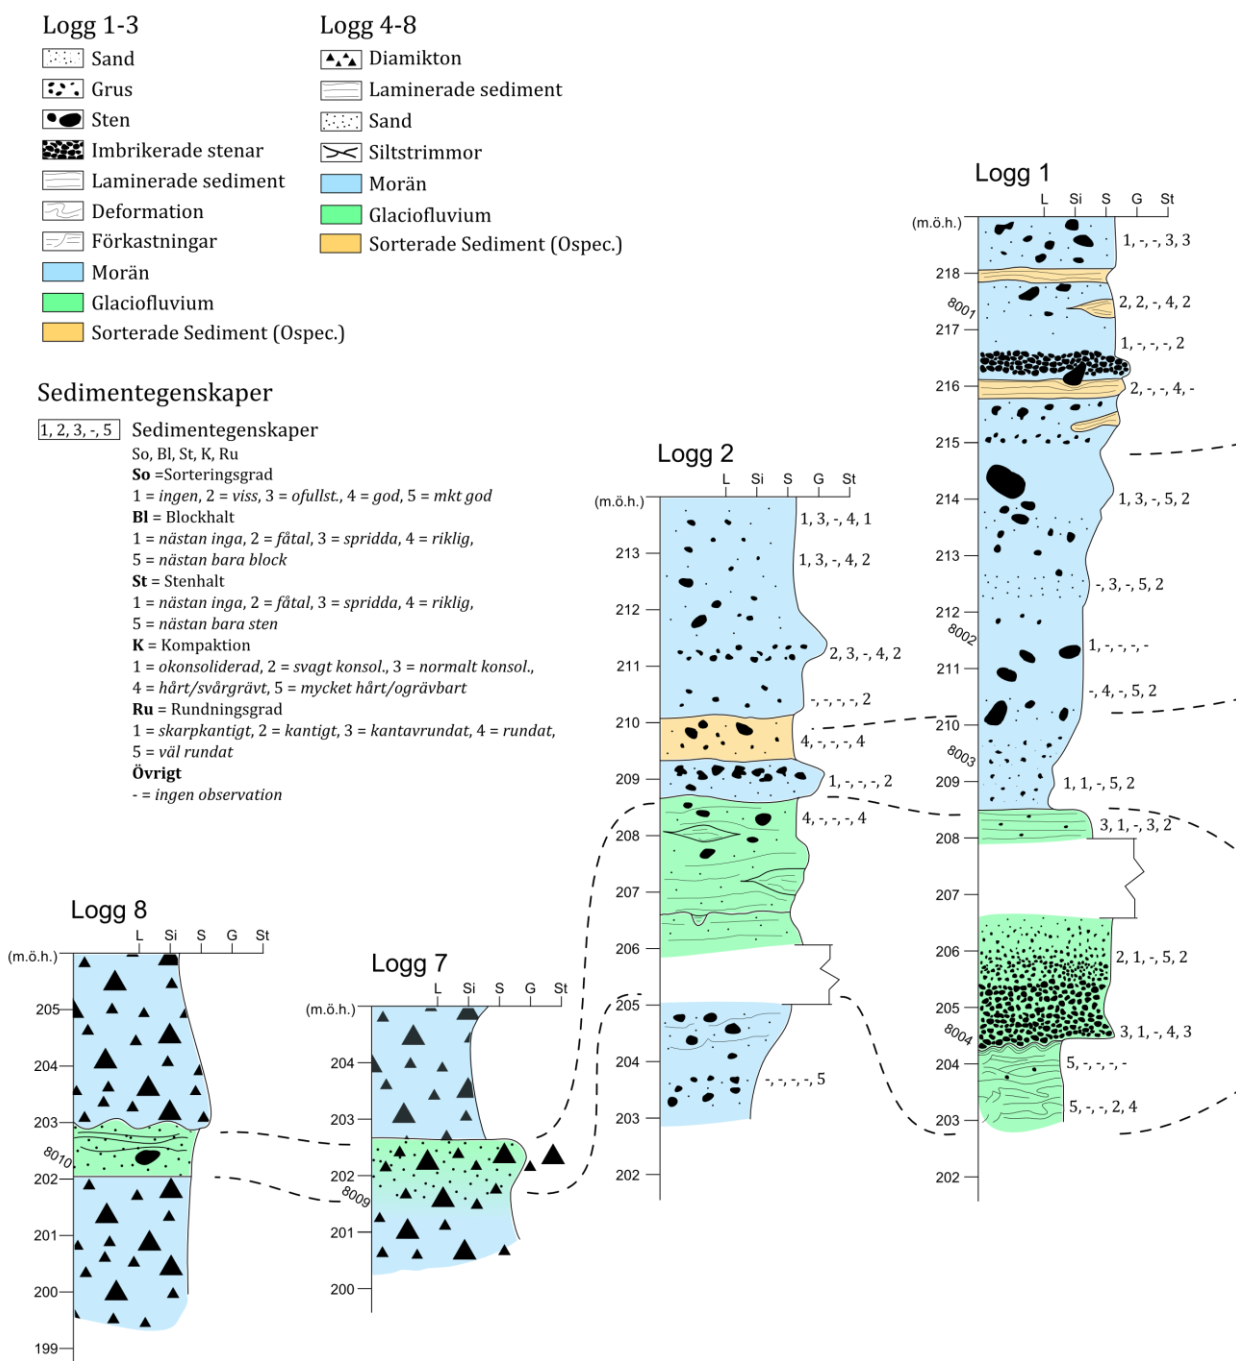 Logg 1-3
Sand
Grus
Sten
Imbrikerade stenar
Laminerade sediment
Deformation
Förkastningar
Morän
Glaciofluvium
Sorterade Sediment (Ospec.)
Logg 4-8
Diamikton
Laminerade sediment
Sand
Siltstrimmor
Morän
Glaciofluvium
Sorterade Sediment (Ospec.)
Sedimentegenskaper
1, 2, 3, -, 5 Sedimentegenskaper
So, Bl, St, K, Ru
So =Sorteringsgrad
1 = ingen, 2 = viss, 3 = ofullst., 4 = god, 5 = mkt god
Bl = Blockhalt
1 = nästan inga, 2 = fåtal, 3 = spridda, 4 = riklig,
5 = nästan bara block
St = Stenhalt
1 = nästan inga, 2 = fåtal, 3 = spridda, 4 = riklig,
5 = nästan bara sten
K = Kompaktion
1 = okonsoliderad, 2 = svagt konsol., 3 = normalt konsol.,
4 = hårt/svårgrävt, 5 = mycket hårt/ogrävbart
Ru = Rundningsgrad
1 = skarpkantigt, 2 = kantigt, 3 = kantavrundat, 4 = rundat,
5 = väl rundat
Övrigt
- = ingen observation
Logg 8
L Si S G St
(m.ö.h.)
205
204
203
8010
202
201
200
199
Logg 7
L Si S G St
(m.ö.h.)
204
203
202
8009
201
200
Logg 2
L Si S G St
(m.ö.h.)
1, 3, -, 4, 1
213
1, 3, -, 4, 2
212
2, 3, -, 4, 2
211
-, -, -, -, 2
210
4, -, -, -, 4
209
1, -, -, -, 2
4, -, -, -, 4
208
207
206
205
204
-, -, -, -, 5
203
202
Logg 1
L Si S G St
(m.ö.h.)
1, -, -, 3, 3
218
8001
2, 2, -, 4, 2
217
1, -, -, -, 2
216
2, -, -, 4, -
215
214
1, 3, -, 5, 2
213
-, 3, -, 5, 2
212
8002
1, -, -, -, -
211
-, 4, -, 5, 2
210
8003
209
1, 1, -, 5, 2
3, 1, -, 3, 2
208
207
206
2, 1, -, 5, 2
205
8004
3, 1, -, 4, 3
204
5, -, -, -, -
203
5, -, -, 2, 4
202